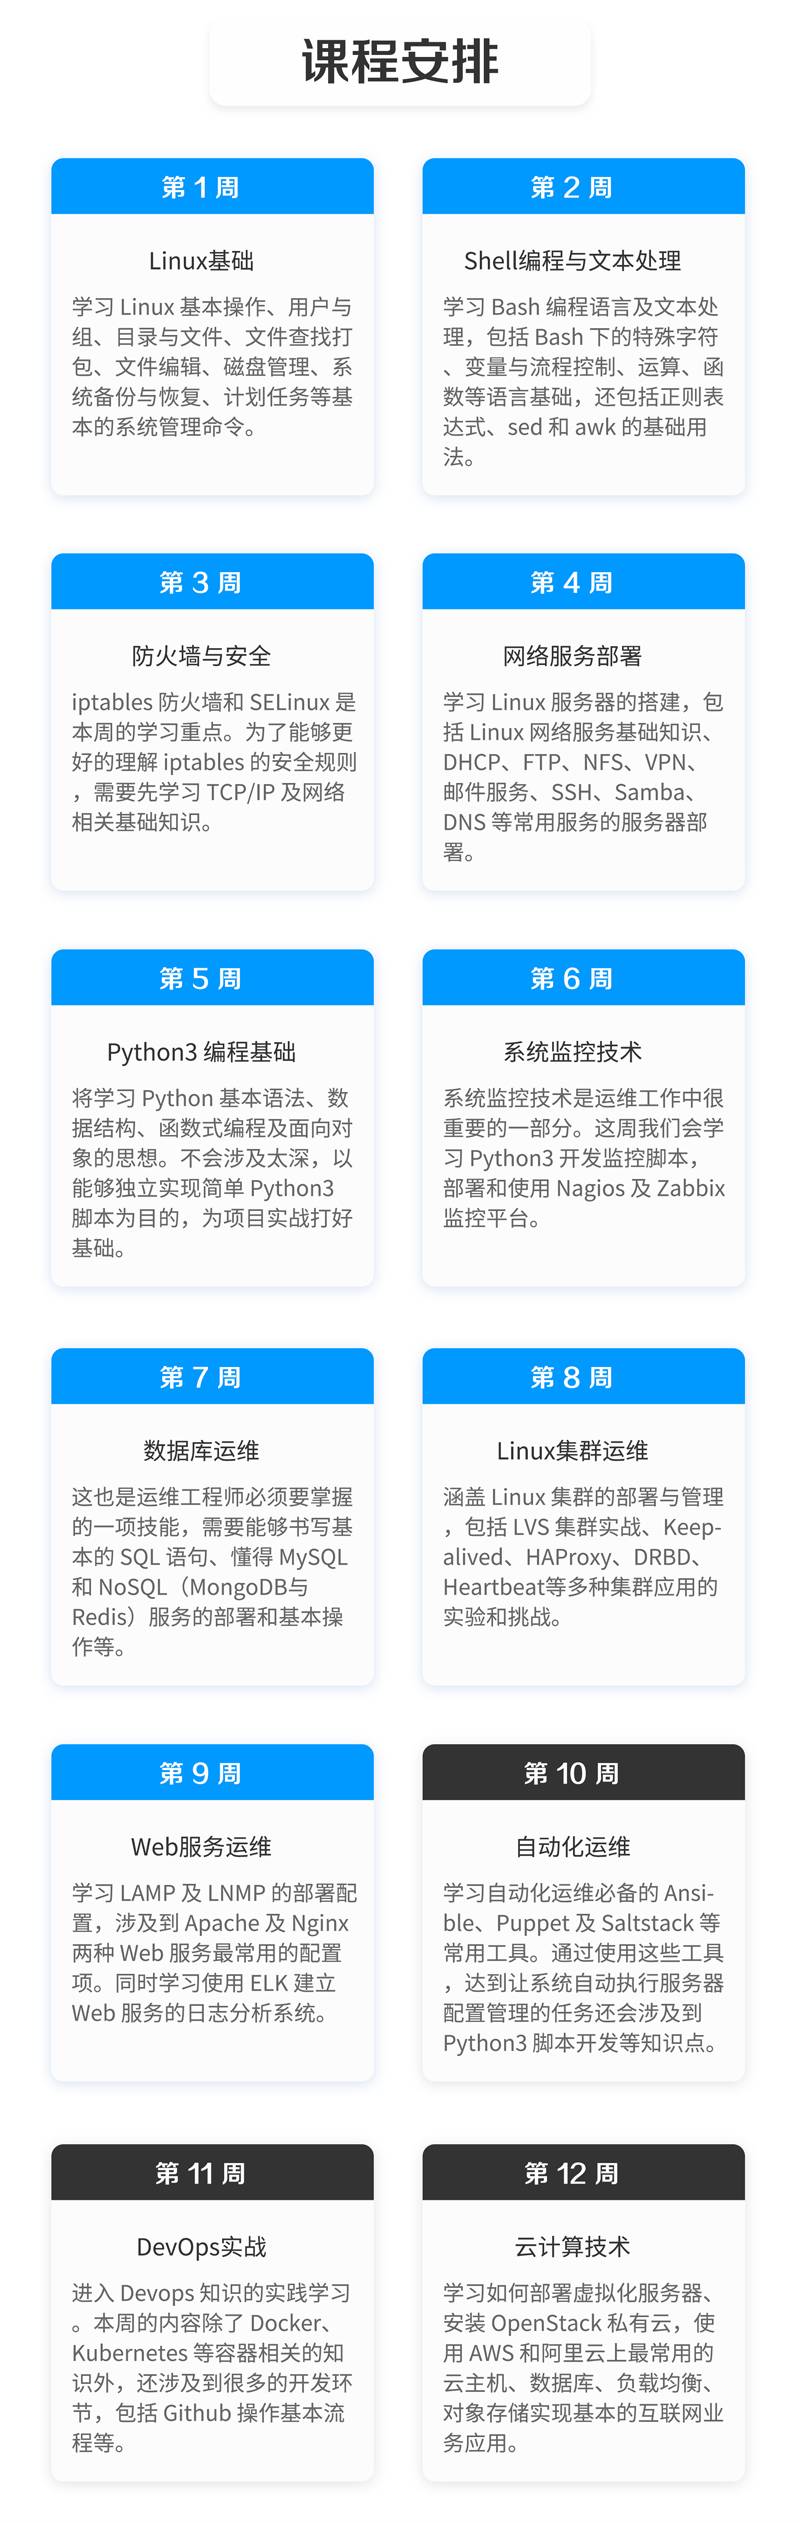 课程安排
第 1 周
Linux基础
学习 Linux 基本操作、用户与
组、目录与文件、文件查找打
包、文件编辑、磁盘管理、系
统备份与恢复、计划任务等基
本的系统管理命令。
第 2 周
Shell编程与文本处理
学习 Bash 编程语言及文本处
理，包括 Bash 下的特殊字符
、变量与流程控制、运算、函
数等语言基础，还包括正则表
达式、sed 和 awk 的基础用
法。
第 3 周
防火墙与安全
iptables 防火墙和 SELinux 是
本周的学习重点。为了能够更
好的理解 iptables 的安全规则
，需要先学习 TCP/IP 及网络
相关基础知识。
第 4 周
网络服务部署
学习 Linux 服务器的搭建，包
括 Linux 网络服务基础知识、
DHCP、FTP、NFS、VPN、
邮件服务、SSH、Samba、
DNS 等常用服务的服务器部
署。
第 5 周
Python3 编程基础
将学习 Python 基本语法、数
据结构、函数式编程及面向对
象的思想。不会涉及太深，以
能够独立实现简单 Python3
脚本为目的，为项目实战打好
基础。
第 6 周
系统监控技术
系统监控技术是运维工作中很
重要的一部分。这周我们会学
习 Python3 开发监控脚本，
部署和使用 Nagios 及 Zabbix
监控平台。
第 7 周
数据库运维
这也是运维工程师必须要掌握
的一项技能，需要能够书写基
本的 SQL 语句、懂得 MySQL
和 NoSQL（MongoDB与
Redis）服务的部署和基本操
作等。
第 8 周
Linux集群运维
涵盖 Linux 集群的部署与管理
，包括 LVS 集群实战、Keep-
alived、HAProxy、DRBD、
Heartbeat等多种集群应用的
实验和挑战。
第 9 周
Web服务运维
学习 LAMP 及 LNMP 的部署配
置，涉及到 Apache 及 Nginx
两种 Web 服务最常用的配置
项。同时学习使用 ELK 建立
Web 服务的日志分析系统。
第 10 周
自动化运维
学习自动化运维必备的 Ansi-
ble、Puppet 及 Saltstack 等
常用工具。通过使用这些工具
，达到让系统自动执行服务器
配置管理的任务还会涉及到
Python3 脚本开发等知识点。
第 11 周
DevOps实战
进入 Devops 知识的实践学习
。本周的内容除了 Docker、
Kubernetes 等容器相关的知
识外，还涉及到很多的开发环
节，包括 Github 操作基本流
程等。
第 12 周
云计算技术
学习如何部署虚拟化服务器、
安装 OpenStack 私有云，使
用 AWS 和阿里云上最常用的
云主机、数据库、负载均衡、
对象存储实现基本的互联网业
务应用。